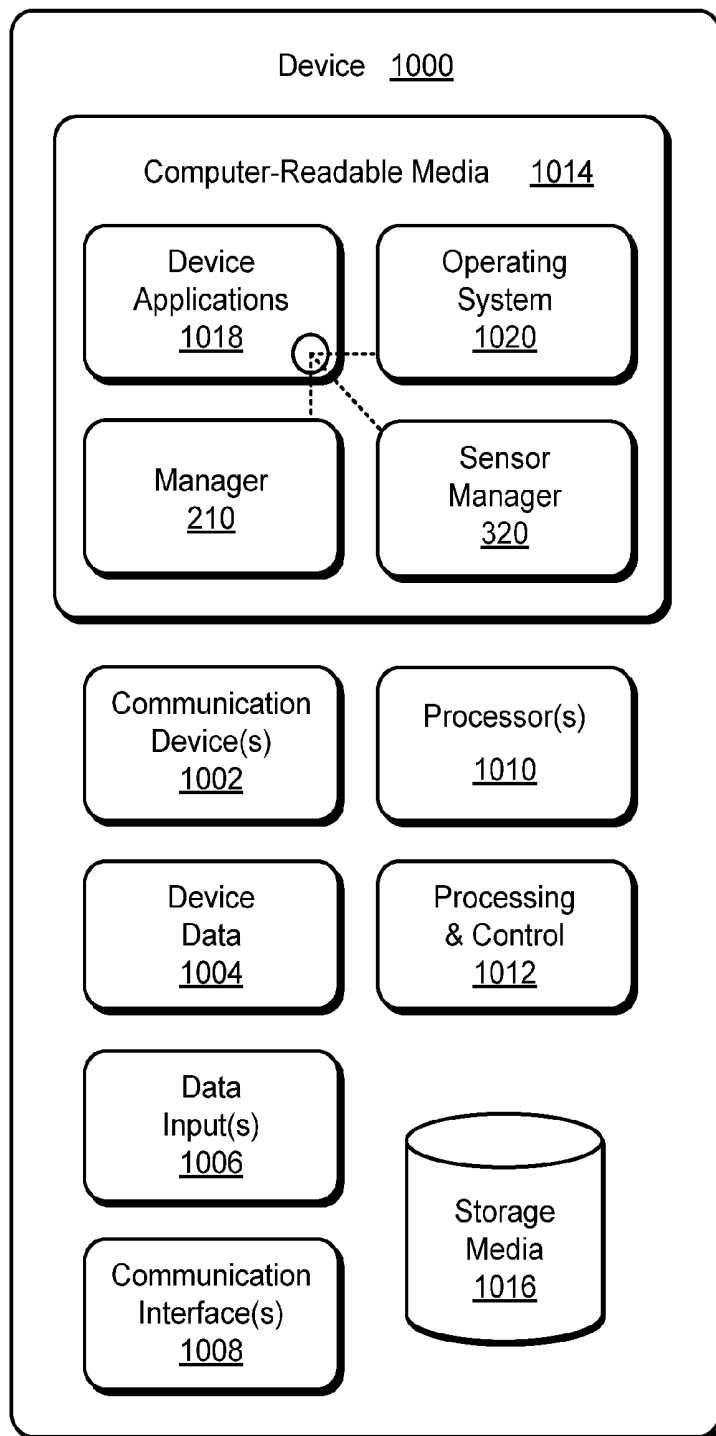 Device 1000
Computer-Readable Media 1014
Device
Applications
1018
Operating
System
1020
Manager
210
Sensor
Manager
320
Communication
Device(s)
1002
Processor(s)
1010
Device
Data
1004
Processing
& Control
1012
Data
Input(s)
1006
Storage
Media
1016
Communication
Interface(s)
1008